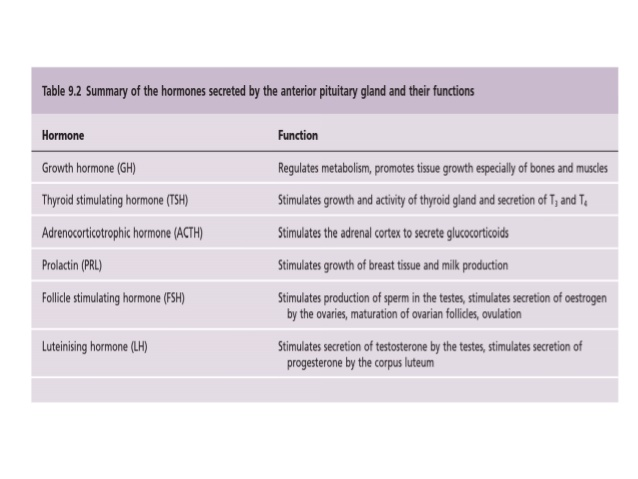 Table 9.2 Summary of the hormones secreted by the anterior pituitary gland and their functions
Hormone Function
Growth hormone (GH) Regulates metabolism, promotes tissue growth especially of bones and muscles
Thyroid stimulating hormone (TSH) Stimulates growth and activity of thyroid gland and secretion of T3 and T4
Adrenocorticotrophic hormone (ACTH) Stimulates the adrenal cortex to secrete glucocorticoids
Prolactin (PRL) Stimulates growth of breast tissue and milk production
Follicle stimulating hormone (FSH) Stimulates production of sperm in the testes, stimulates secretion of oestrogen
by the ovaries, maturation of ovarian follicles, ovulation
Luteinising hormone (LH) Stimulates secretion of testosterone by the testes, stimulates secretion of
progesterone by the corpus luteum